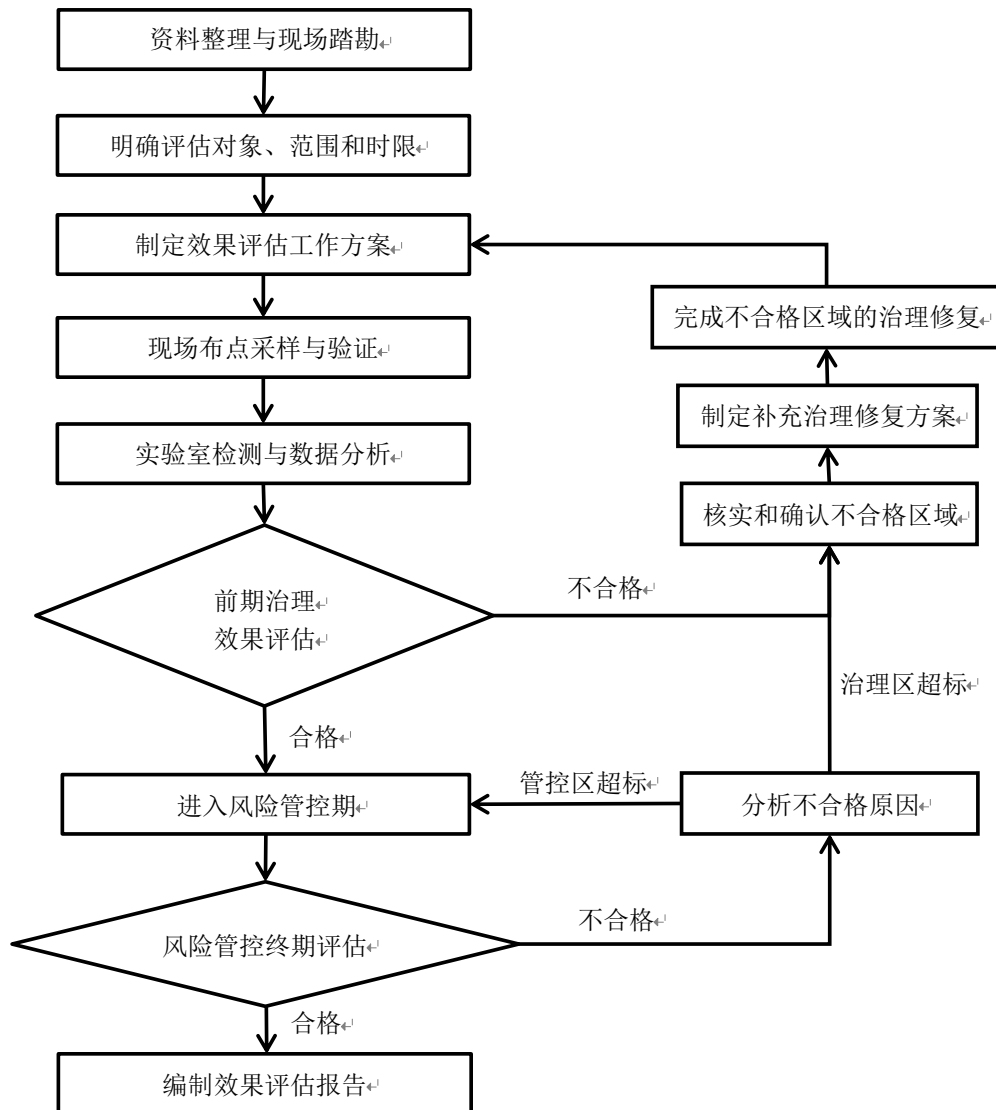 资料整理与现场踏勘
明确评估对象、范围和时限
制定效果评估工作方案
完成不合格区域的治理修复
现场布点采样与验证
制定补充治理修复方案
实验室检测与数据分析
核实和确认不合格区域
不合格
前期治理
效果评估
治理区超标
合格
管控区超标
进入风险管控期
分析不合格原因
不合格
风险管控终期评估
合格
编制效果评估报告